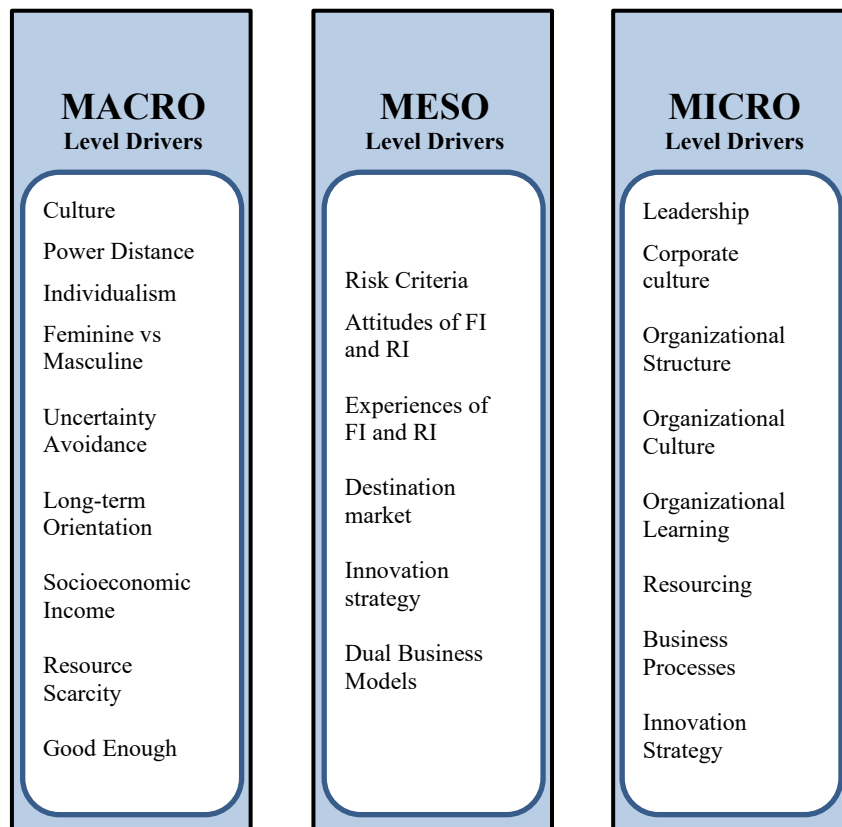 MACRO
Level Drivers
Culture
Power Distance
Individualism
Feminine vs
Masculine
Uncertainty
Avoidance
Long-term
Orientation
Socioeconomic
Income
Resource
Scarcity
Good Enough
MESO
Level Drivers
Risk Criteria
Attitudes of FI
and RI
Experiences of
FI and RI
Destination
market
Innovation
strategy
Dual Business
Models
MICRO
Level Drivers
Leadership
Corporate
culture
Organizational
Structure
Organizational
Culture
Organizational
Learning
Resourcing
Business
Processes
Innovation
Strategy